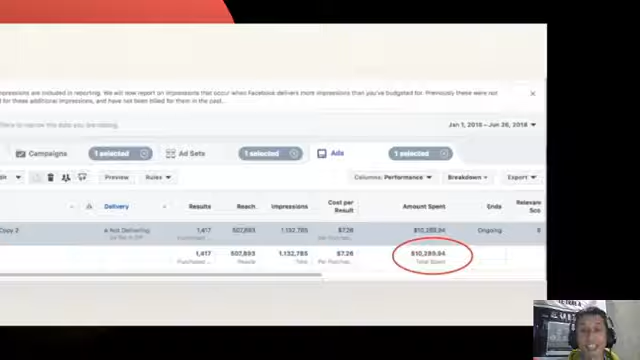 impressions are included in reporting. We will now report on impressions that occur when Facebook delivers more impressions than you've budgeted for. Previously these were not
for these additional impressions, and have not been billed for them in the past...
Jan 1, 2018 – Jun 26, 2018
Campaigns
1 selected
Ad Sets
1 selected
Ads
1 selected
Preview
Rules
Columns: Performance
Breakdown
Export
Delivery
Results
Reach
Impressions
Cost per Result
Amount Spent
Ends
Copy 2
Not Delivering
1,417
507,893
1,132,785
$7.26
$10,289.94
Ongoing
1,417
507,893
1,132,785
$7.26
$10,289.94
Total Spent